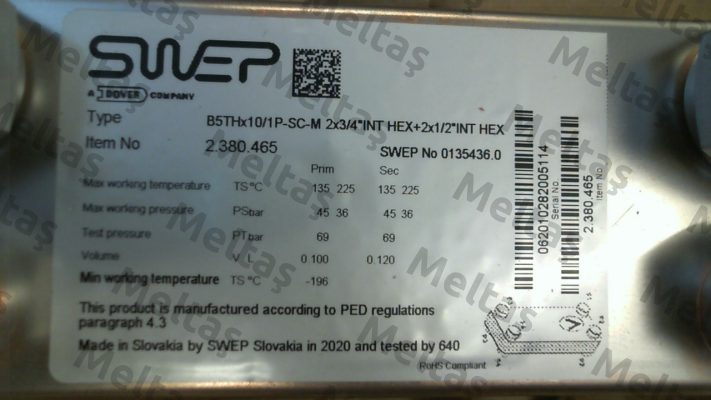 SWEP
A DOVER COMPANY
Type B5THx10/1P-SC-M 2x3/4"INT HEX+2x1/2"INT HEX
Item No 2.380.465 SWEP No 0135436.0
Prim Sec
Max working temperature TS °C 135 225 135 225
Max working pressure PSbar 45 36 45 36
Test pressure PT bar 69 69
Volume V L 0.100 0.120
Min working temperature TS °C -196
This product is manufactured according to PED regulations
paragraph 4.3
Made in Slovakia by SWEP Slovakia in 2020 and tested by 640
RoHS Compliant
062010282005114
Serial No
2.380.465
Item No
Meltaş